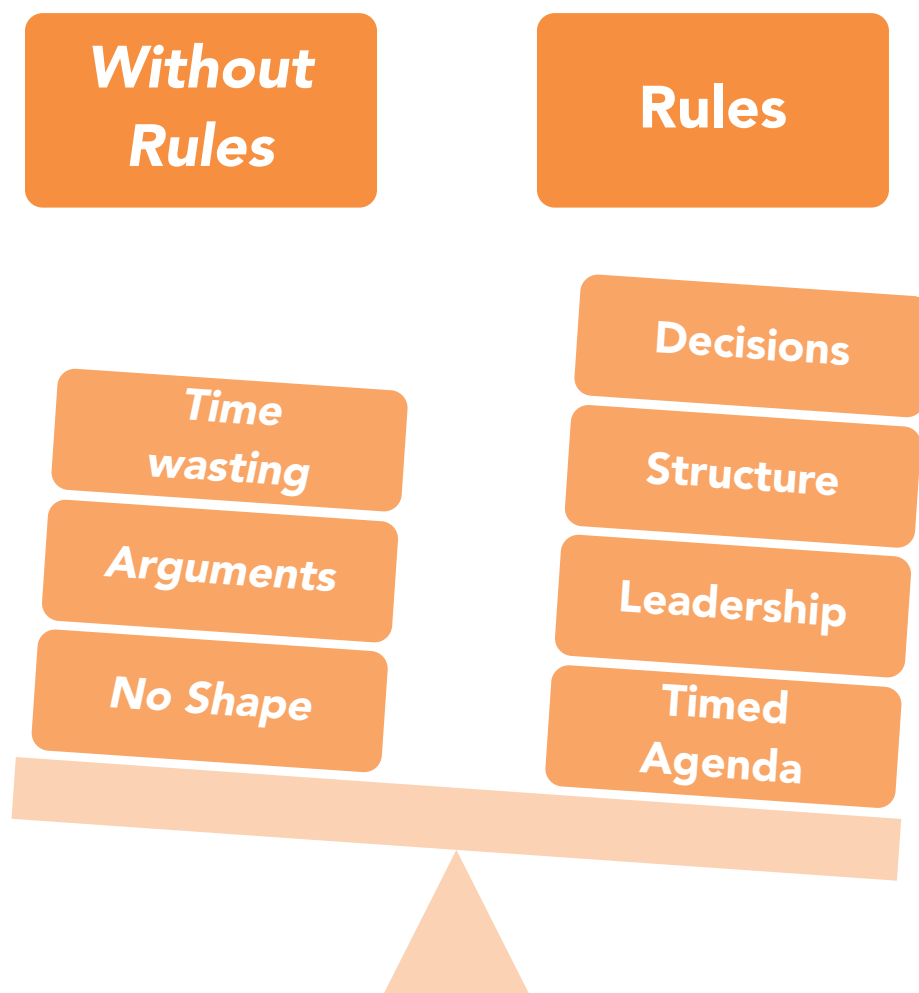 Without
Rules
Rules
Time
wasting
Arguments
No Shape
Decisions
Structure
Leadership
Timed
Agenda